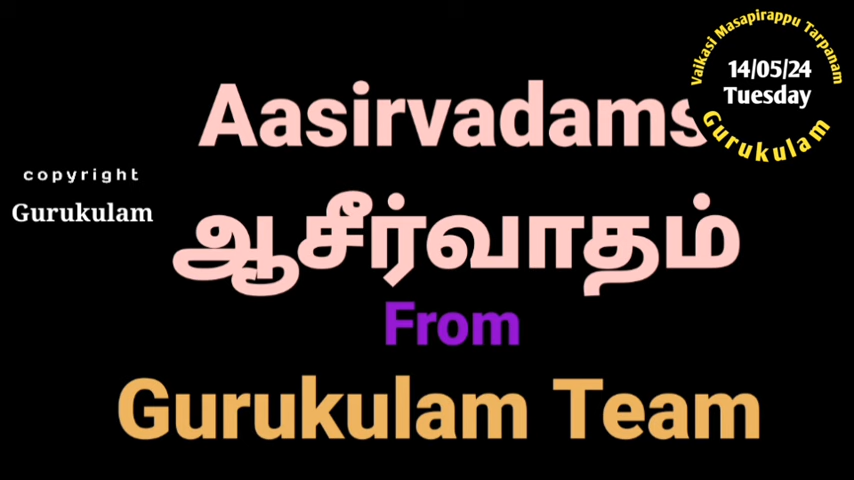 Vaikasi Masapirappu Tarpanam
14/05/24
Tuesday
Gurukulam
Aasirvadams
copyright
Gurukulam
ஆசீர்வாதம்
From
Gurukulam Team